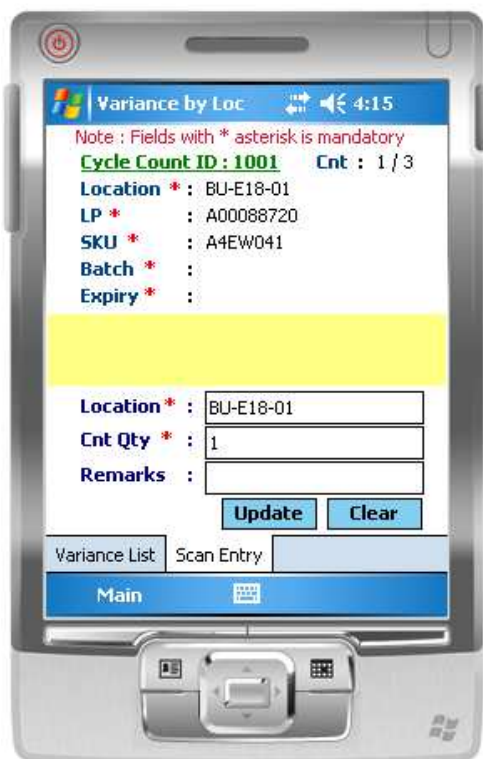 Variance by Loc 4:15
Note : Fields with * asterisk is mandatory
Cycle Count ID : 1001 Cnt : 1 / 3
Location * : BU-E18-01
LP * : A00088720
SKU * : A4EW041
Batch * :
Expiry * :
Location * : BU-E18-01
Cnt Qty * : 1
Remarks :
Update Clear
Variance List Scan Entry
Main